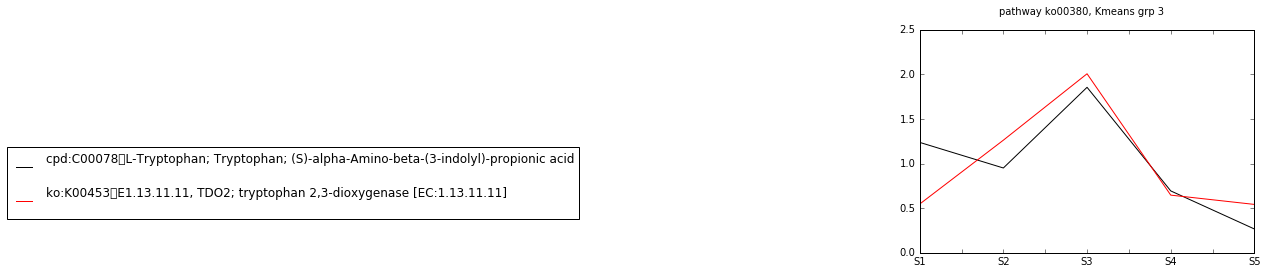 pathway ko00380, Kmeans grp 3
2.5
2.0
1.5
1.0
0.5
0.0
S1 S2 S3 S4 S5
cpd:C00078▯L-Tryptophan; Tryptophan; (S)-alpha-Amino-beta-(3-indolyl)-propionic acid
ko:K00453▯E1.13.11.11, TDO2; tryptophan 2,3-dioxygenase [EC:1.13.11.11]